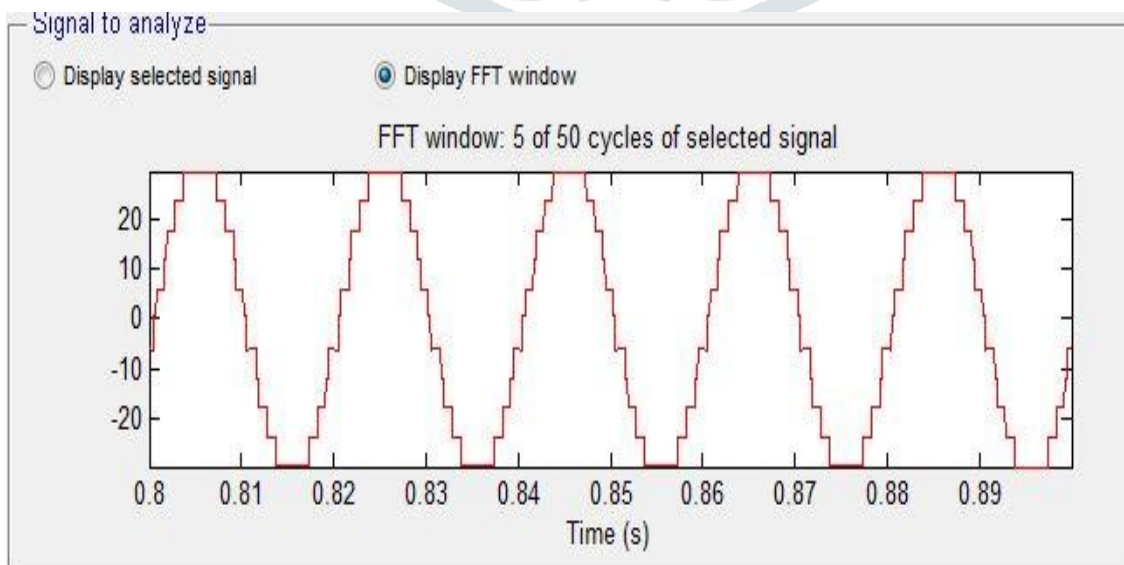 Signal to analyze
Display selected signal Display FFT window
FFT window: 5 of 50 cycles of selected signal
20
10
0
-10
-20
0.8 0.81 0.82 0.83 0.84 0.85 0.86 0.87 0.88 0.89
Time (s)